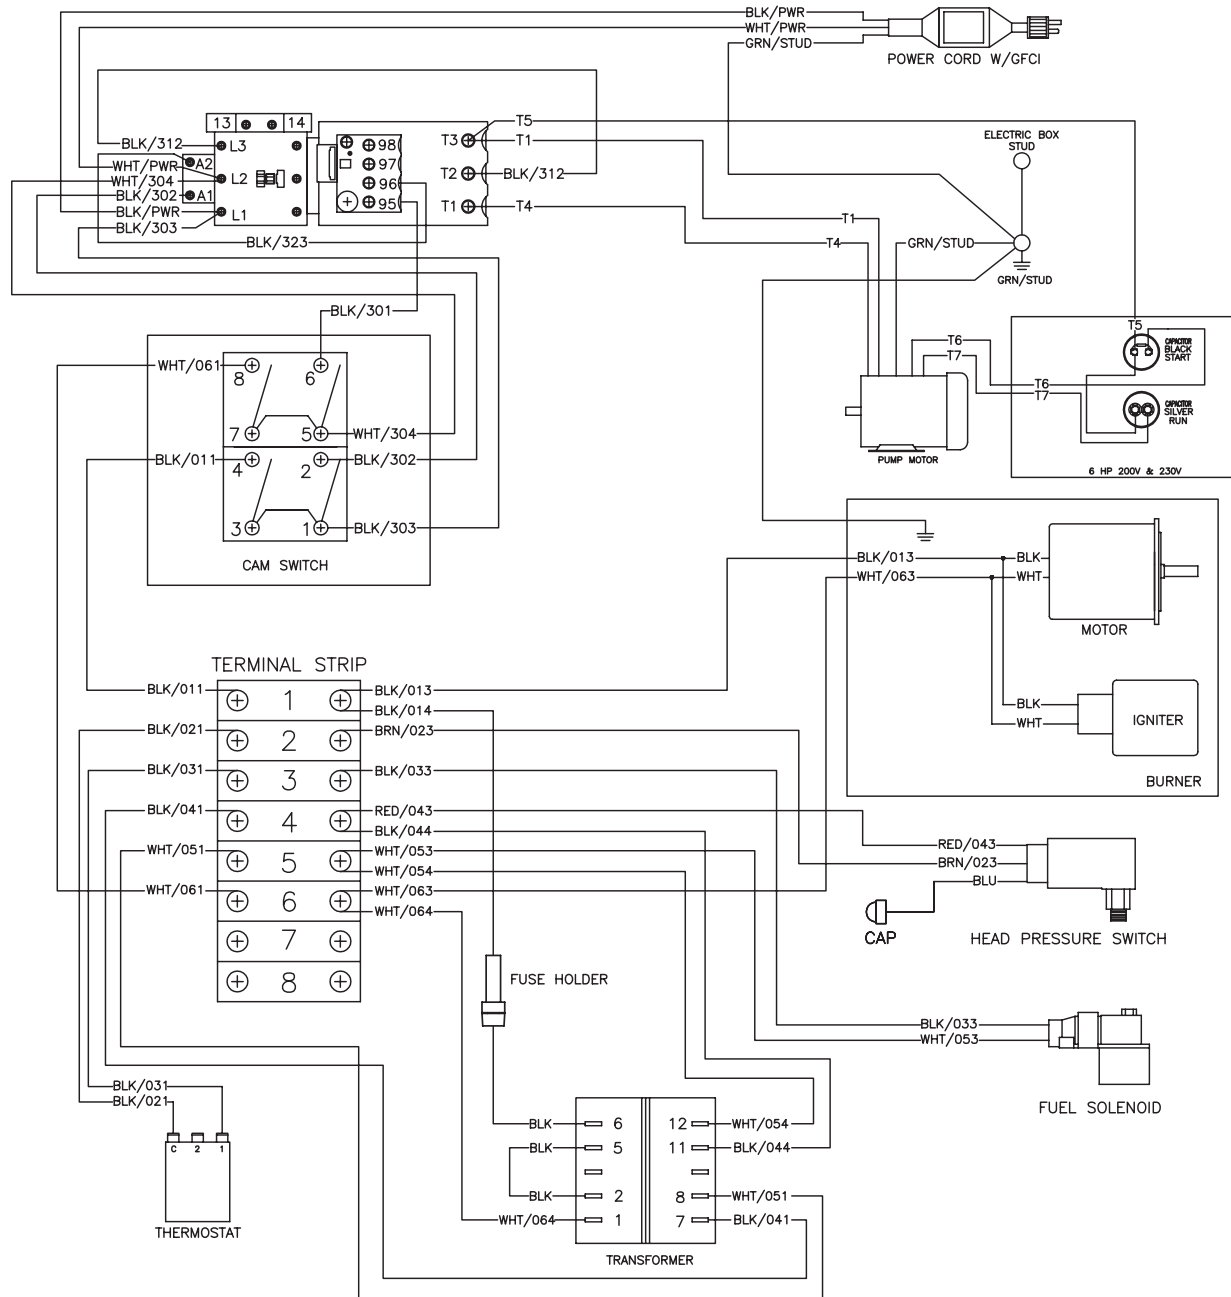 BLK/PWR
WHT/PWR
GRN/STUD
POWER CORD W/GFCI
13 14
BLK/312 L3
A2
WHT/PWR
WHT/304 L2
BLK/302 A1
BLK/PWR L1
BLK/303
BLK/323
98
97
96
95
T3 T5
T1
T2 BLK/312
T1 T4
ELECTRIC BOX
STUD
T1
T4 GRN/STUD
GRN/STUD
BLK/301
T6
T7
PUMP MOTOR
T5
CAPACITOR
BLACK
START
T6
T7
CAPACITOR
SILVER
RUN
6 HP 200V & 230V
WHT/061 8 6
7 5 WHT/304
BLK/011 4 2 BLK/302
3 1 BLK/303
CAM SWITCH
BLK/013 BLK
WHT/063 WHT
MOTOR
BLK
WHT
IGNITER
BURNER
TERMINAL STRIP
BLK/011 1 BLK/013
BLK/014
BLK/021 2 BRN/023
BLK/031 3 BLK/033
BLK/041 4 RED/043
BLK/044
WHT/051 5 WHT/053
WHT/054
WHT/061 6 WHT/063
WHT/064
7
8
RED/043
BRN/023
BLU
CAP
HEAD PRESSURE SWITCH
FUSE HOLDER
BLK/033
WHT/053
FUEL SOLENOID
BLK/031
BLK/021
C 2 1
THERMOSTAT
BLK 6 12 WHT/054
BLK 5 11 BLK/044
BLK 2 8 WHT/051
WHT/064 1 7 BLK/041
TRANSFORMER